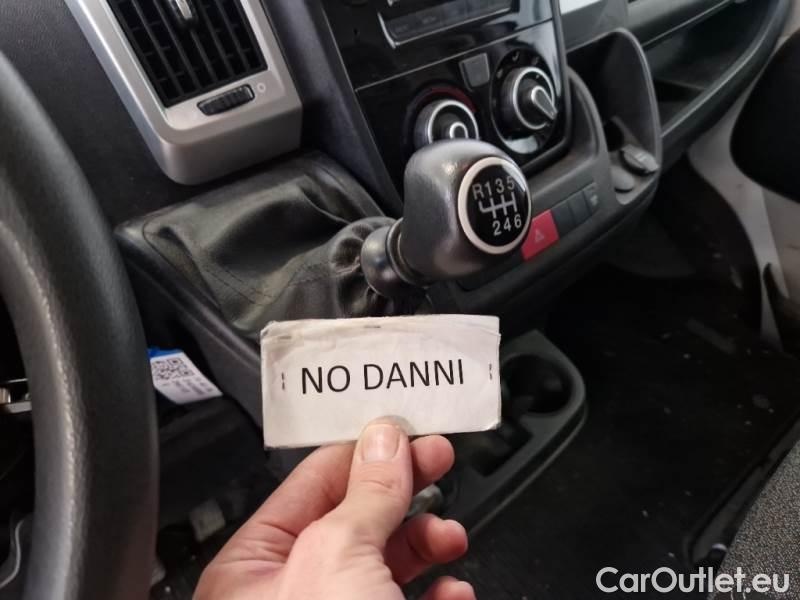 R135
246
NO DANNI
CarOutlet.eu